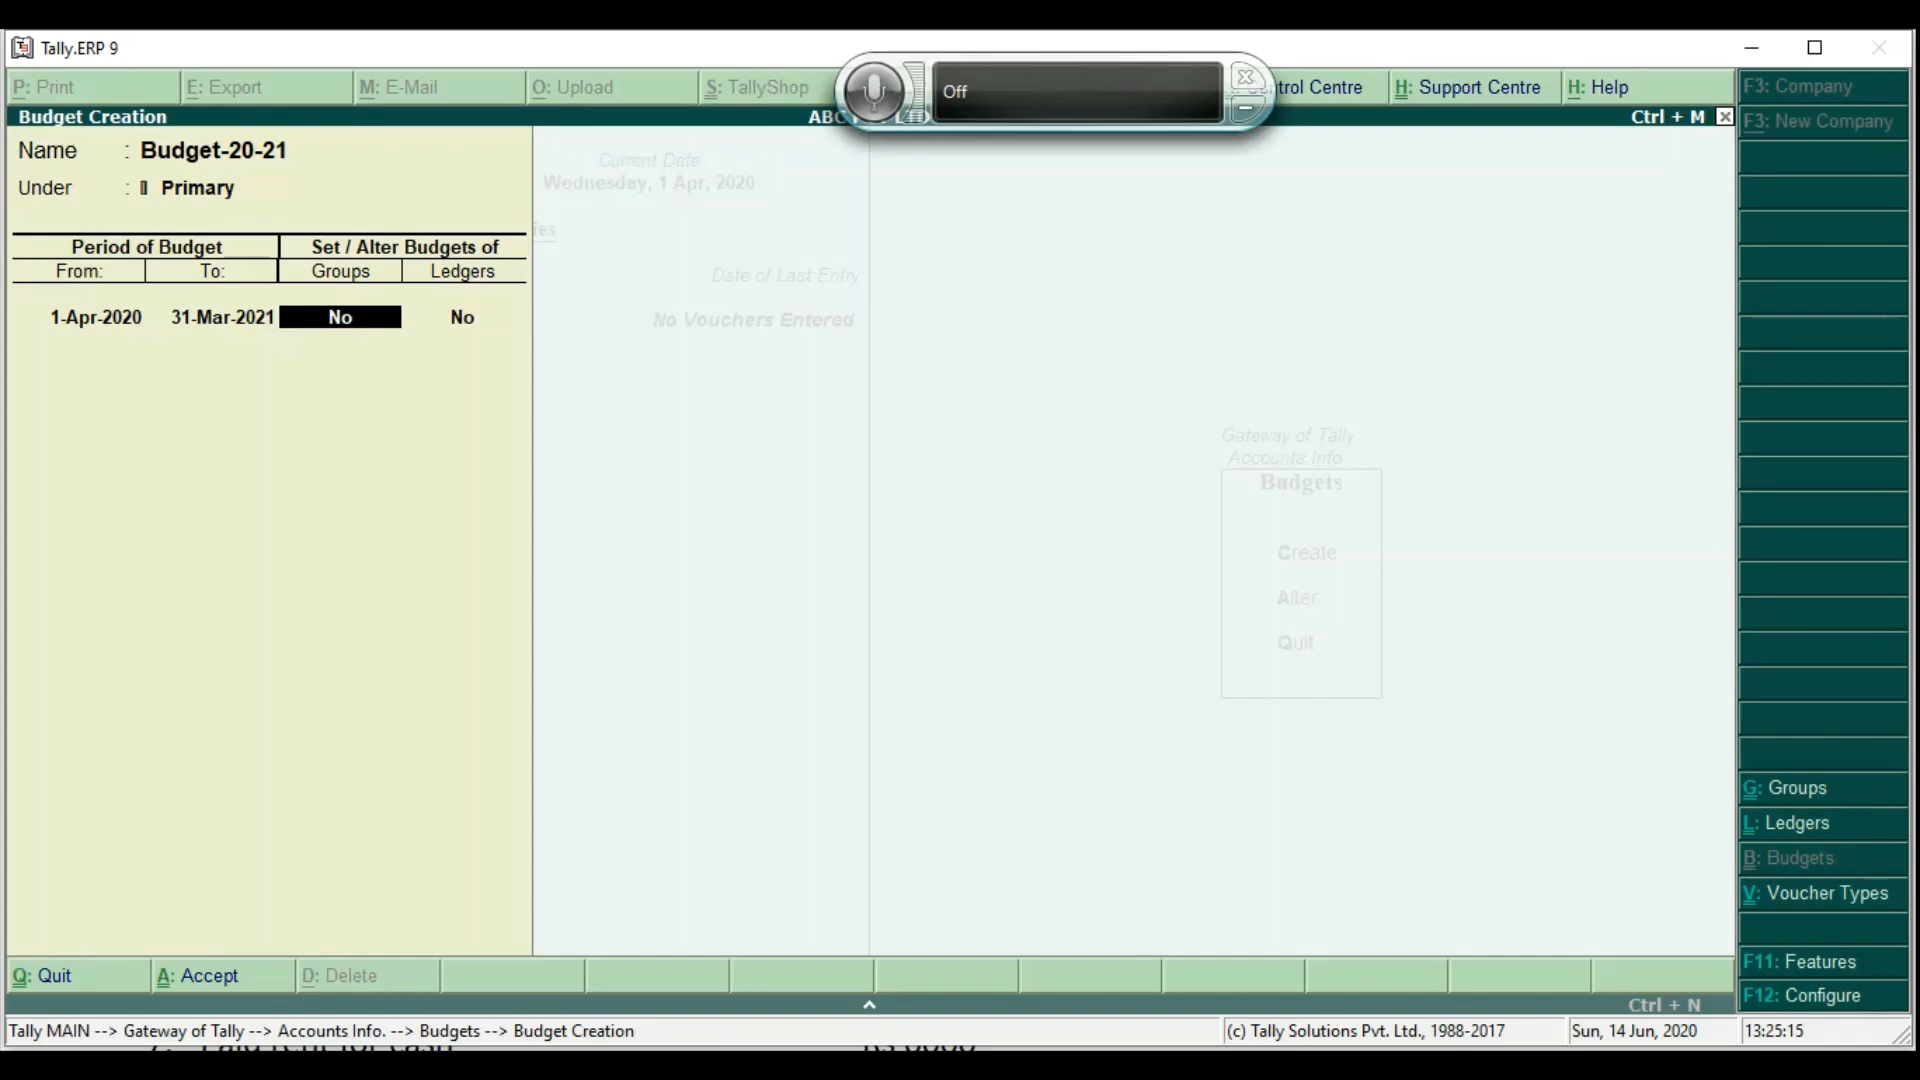 Tally.ERP 9
P: Print E: Export M: E-Mail O: Upload S: TallyShop Off trol Centre H: Support Centre H: Help F3: Company
Budget Creation ABC Ctrl + M F3: New Company
Name : Budget-20-21
Under : Primary
Current Date
Wednesday, 1 Apr, 2020
ies
Period of Budget Set / Alter Budgets of
From: To: Groups Ledgers
Date of Last Entry
1-Apr-2020 31-Mar-2021 No No
No Vouchers Entered
Gateway of Tally
Accounts Info
Budgets
Create
Alter
Quit
G: Groups
L: Ledgers
B: Budgets
V: Voucher Types
F11: Features
F12: Configure
Q: Quit A: Accept D: Delete
Ctrl + N
Tally MAIN --> Gateway of Tally --> Accounts Info. --> Budgets --> Budget Creation (c) Tally Solutions Pvt. Ltd., 1988-2017 Sun, 14 Jun, 2020 13:25:15